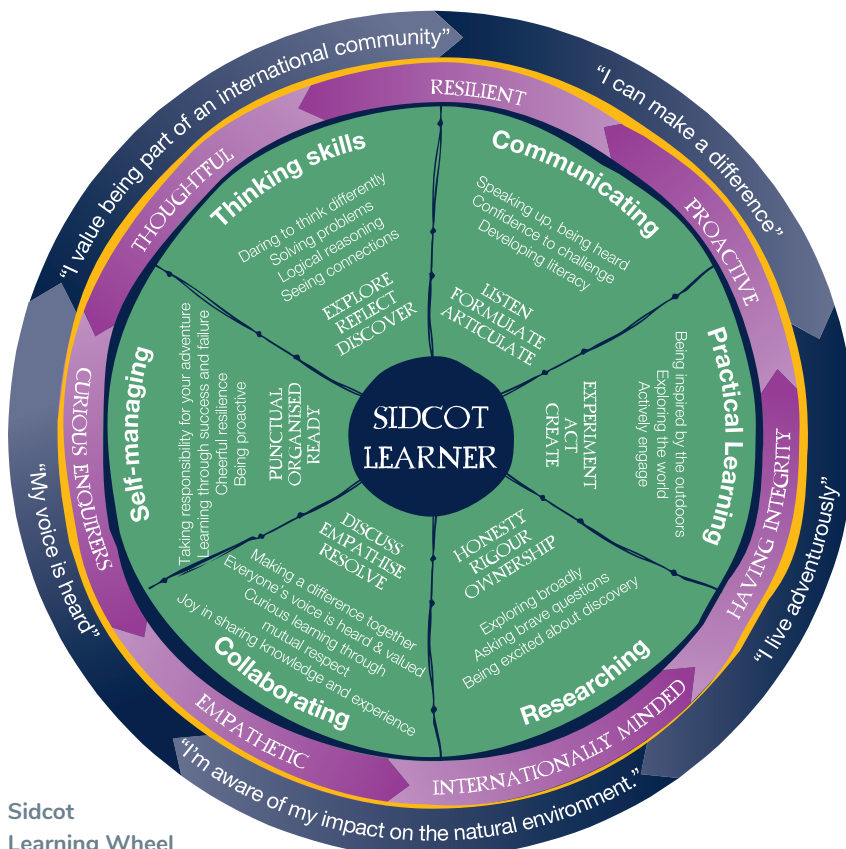 "I value being part of an international community"
"I can make a difference"
"I live adventurously"
"I'm aware of my impact on the natural environment."
"My voice is heard"
RESILIENT
PROACTIVE
HAVING INTEGRITY
INTERNATIONALLY MINDED
EMPATHETIC
CURIOUS ENQUIRERS
THOUGHTFUL
Thinking skills
Daring to think differently
Solving problems
Logical reasoning
Seeing connections
EXPLORE
REFLECT
DISCOVER
Communicating
Speaking up, being heard
Confidence to challenge
Developing literacy
LISTEN
FORMULATE
ARTICULATE
Practical Learning
Being inspired by the outdoors
Exploring the world
Actively engage
EXPERIMENT
ACT
CREATE
HONESTY
RIGOUR
OWNERSHIP
Exploring broadly
Asking brave questions
Being excited about discovery
Researching
DISCUSS
EMPATHISE
RESOLVE
Making a difference together
Everyone's voice is heard & valued
Curious learning through
mutual respect
Joy in sharing knowledge and experience
Collaborating
Self-managing
Taking responsibility for your adventure
Learning through success and failure
Cheerful resilience
Being proactive
PUNCTUAL
ORGANISED
READY
SIDCOT
LEARNER
Sidcot
Learning Wheel